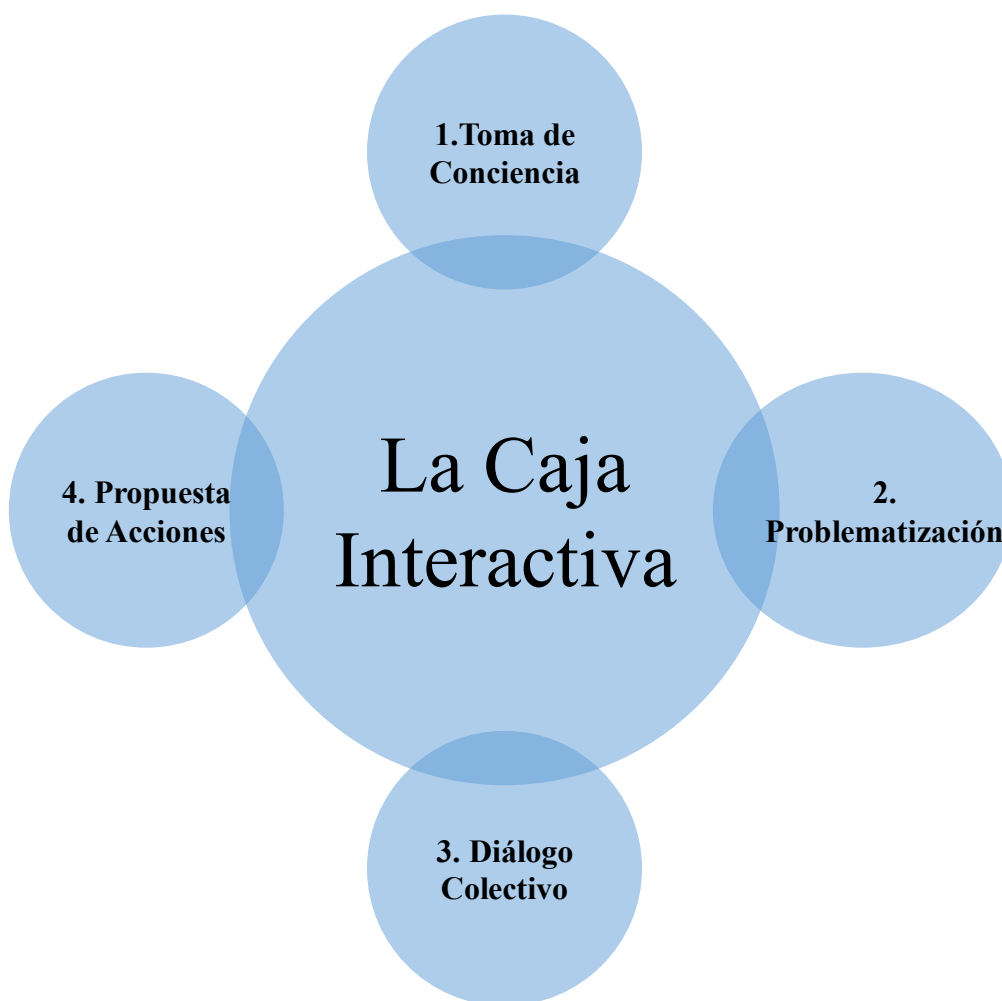 1.Toma de
Conciencia
La Caja
Interactiva
2.
Problematización
3. Diálogo
Colectivo
4. Propuesta
de Acciones